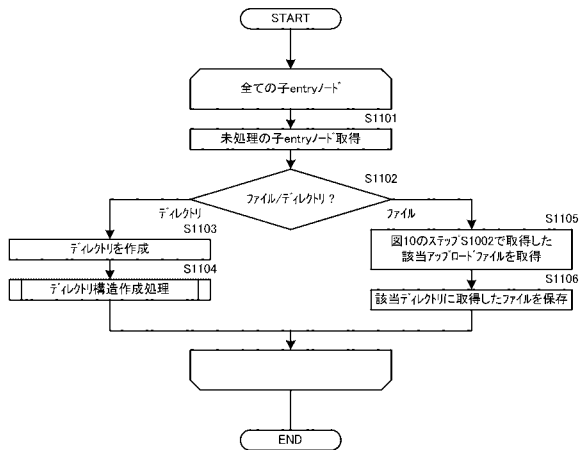 START
全ての子entryノード
S1101
未処理の子entryノード取得
S1102
ファイル/ディレクトリ？
ディレクトリ
ファイル
S1103
ディレクトリを作成
S1104
ディレクトリ構造作成処理
S1105
図10のステップS1002で取得した
該当アップロードファイルを取得
S1106
該当ディレクトリに取得したファイルを保存
END